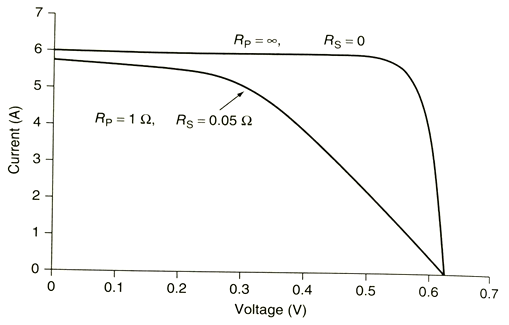 7
6
5
4
3
2
1
0
Current (A)
R_P = ∞, R_S = 0
R_P = 1 Ω, R_S = 0.05 Ω
0 0.1 0.2 0.3 0.4 0.5 0.6 0.7
Voltage (V)